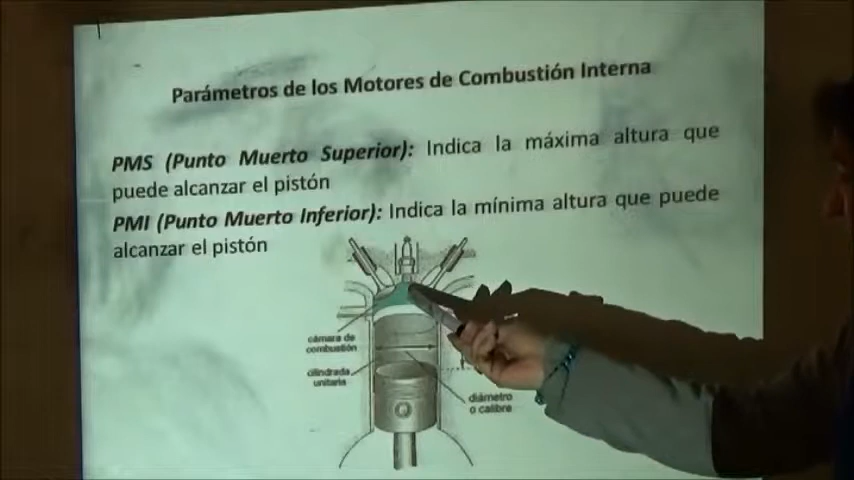 Parámetros de los Motores de Combustión Interna
PMS (Punto Muerto Superior): Indica la máxima altura que
puede alcanzar el pistón
PMI (Punto Muerto Inferior): Indica la mínima altura que puede
alcanzar el pistón
cámara de
combustión
cilindrada
unitaria
diámetro
o calibre